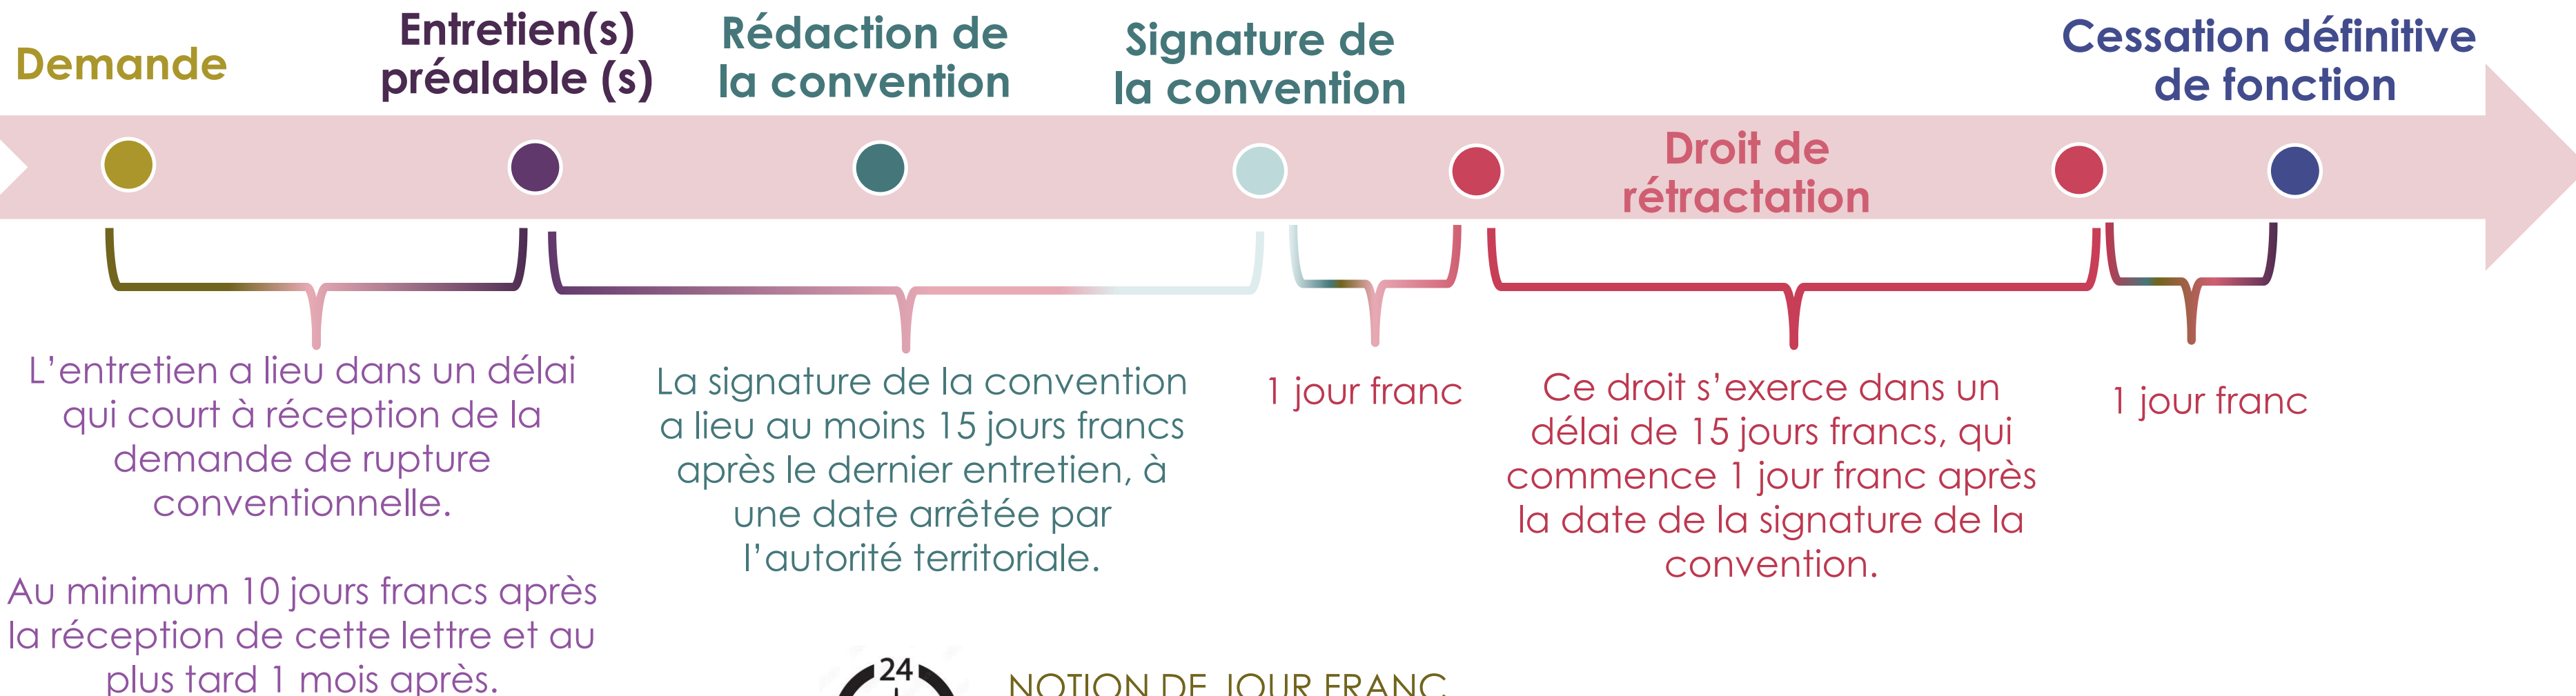 Demande
Entretien(s)
préalable (s)
Rédaction de
la convention
Signature de
la convention
Cessation définitive
de fonction
Droit de
rétractation
L’entretien a lieu dans un délai
qui court à réception de la
demande de rupture
conventionnelle.
Au minimum 10 jours francs après
la réception de cette lettre et au
plus tard 1 mois après.
La signature de la convention
a lieu au moins 15 jours francs
après le dernier entretien, à
une date arrêtée par
l’autorité territoriale.
1 jour franc
Ce droit s’exerce dans un
délai de 15 jours francs, qui
commence 1 jour franc après
la date de la signature de la
convention.
1 jour franc
24
NOTION DE JOUR FRANC